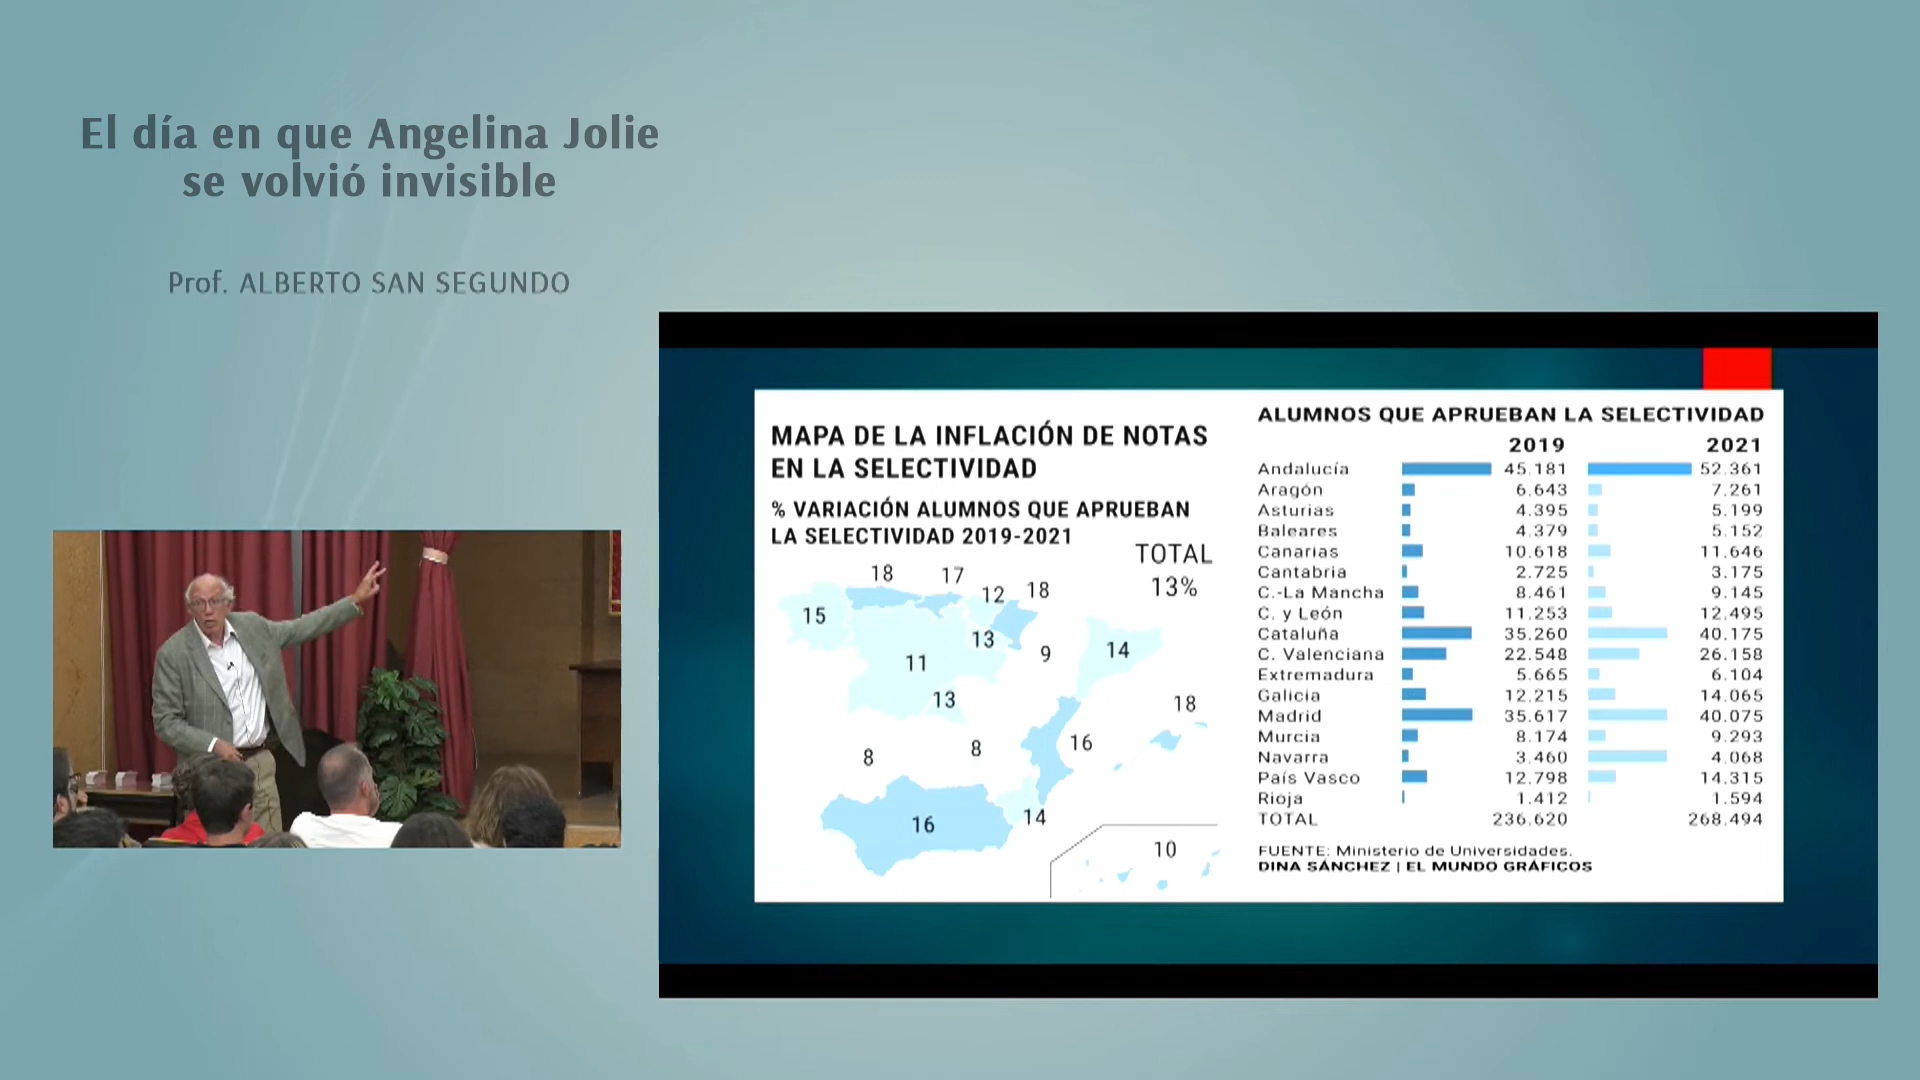 El día en que Angelina Jolie
se volvió invisible
Prof. ALBERTO SAN SEGUNDO
MAPA DE LA INFLACIÓN DE NOTAS
EN LA SELECTIVIDAD
% VARIACIÓN ALUMNOS QUE APRUEBAN
LA SELECTIVIDAD 2019-2021
TOTAL
13%
18
17
12
18
15
13
9
14
11
13
18
8
8
16
16
14
10
ALUMNOS QUE APRUEBAN LA SELECTIVIDAD
2019 2021
Andalucía 45.181 52.361
Aragón 6.643 7.261
Asturias 4.395 5.199
Baleares 4.379 5.152
Canarias 10.618 11.646
Cantabria 2.725 3.175
C.-La Mancha 8.461 9.145
C. y León 11.253 12.495
Cataluña 35.260 40.175
C. Valenciana 22.548 26.158
Extremadura 5.665 6.104
Galicia 12.215 14.065
Madrid 35.617 40.075
Murcia 8.174 9.293
Navarra 3.460 4.068
País Vasco 12.798 14.315
Rioja 1.412 1.594
TOTAL 236.620 268.494
FUENTE: Ministerio de Universidades.
DINA SÁNCHEZ | EL MUNDO GRÁFICOS